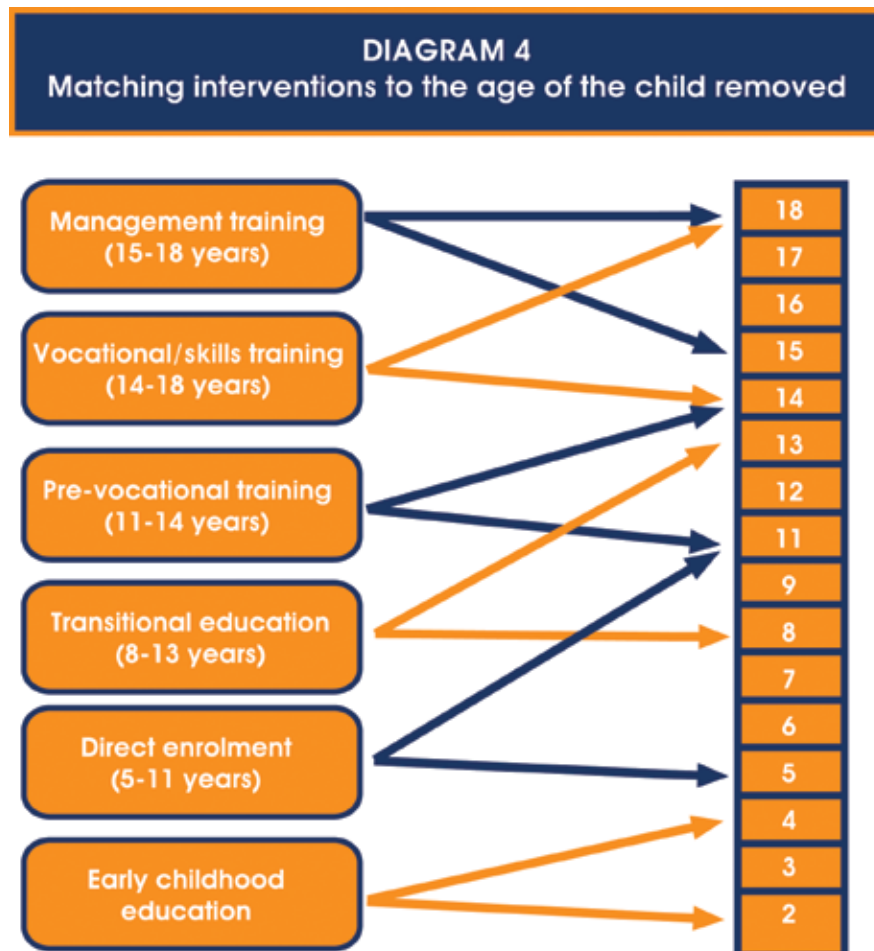 DIAGRAM 4
Matching interventions to the age of the child removed
Management training
(15-18 years)
Vocational/skills training
(14-18 years)
Pre-vocational training
(11-14 years)
Transitional education
(8-13 years)
Direct enrolment
(5-11 years)
Early childhood
education
18
17
16
15
14
13
12
11
9
8
7
6
5
4
3
2